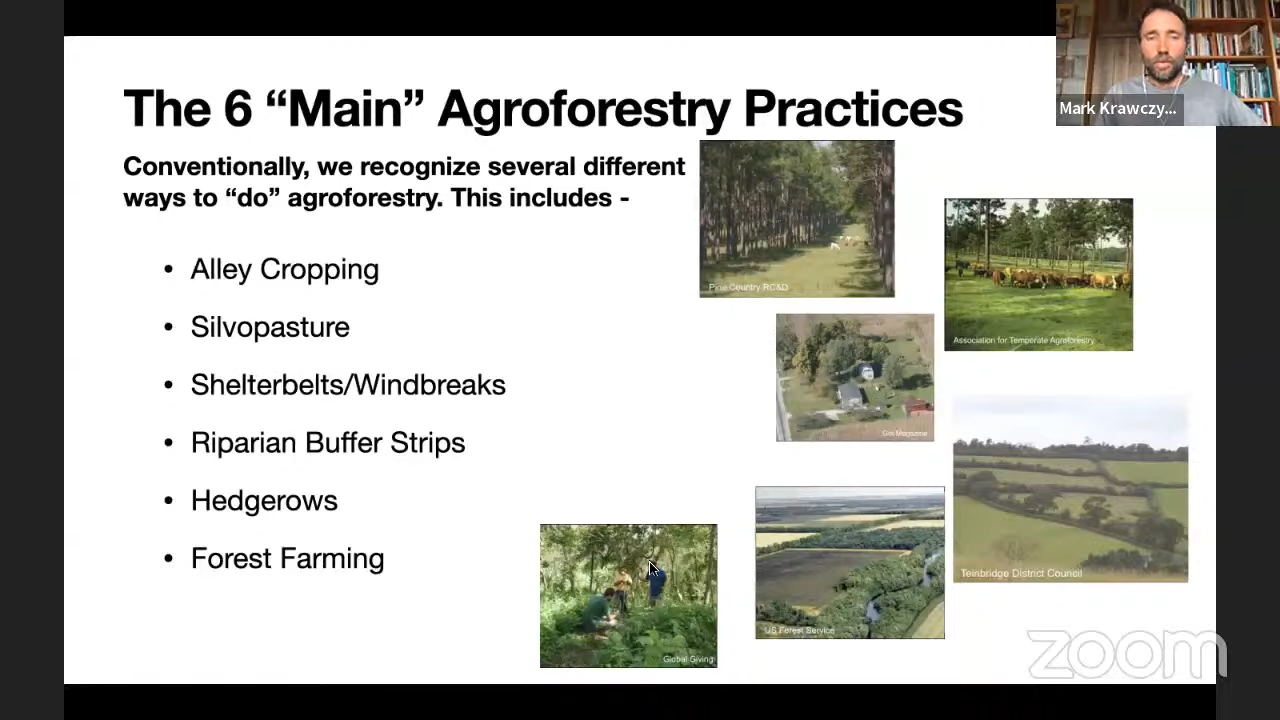 The 6 “Main” Agroforestry Practices
Mark Krawczy...
Conventionally, we recognize several different
ways to “do” agroforestry. This includes -
• Alley Cropping
• Silvopasture
• Shelterbelts/Windbreaks
• Riparian Buffer Strips
• Hedgerows
• Forest Farming
Pine Country RC&D
Association for Temperate Agroforestry
Grit Magazine
Teinbridge District Council
US Forest Service
Global Giving
zoom